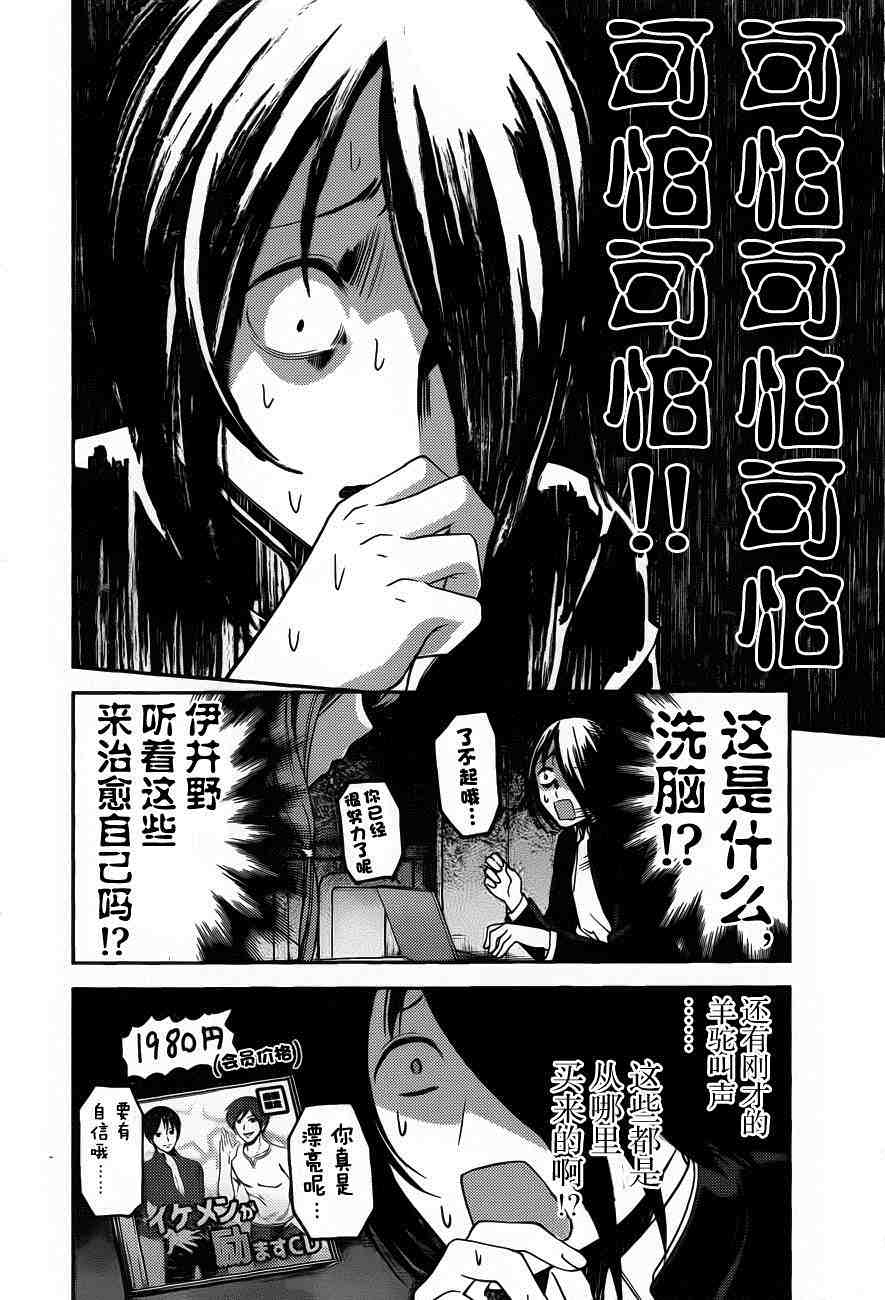 可怕可怕可怕
可怕可怕!!
这是什么，
洗脑!?
了不起哦…
你已经
很努力了呢
伊井野
听着这些
来治愈自己吗!?
还有刚才的
羊驼叫声
……
这些都是
从哪里
买来的啊!?
1980円
(会员价格)
你真是
漂亮呢…
要有
自信哦……
イケメンが
励ますCD